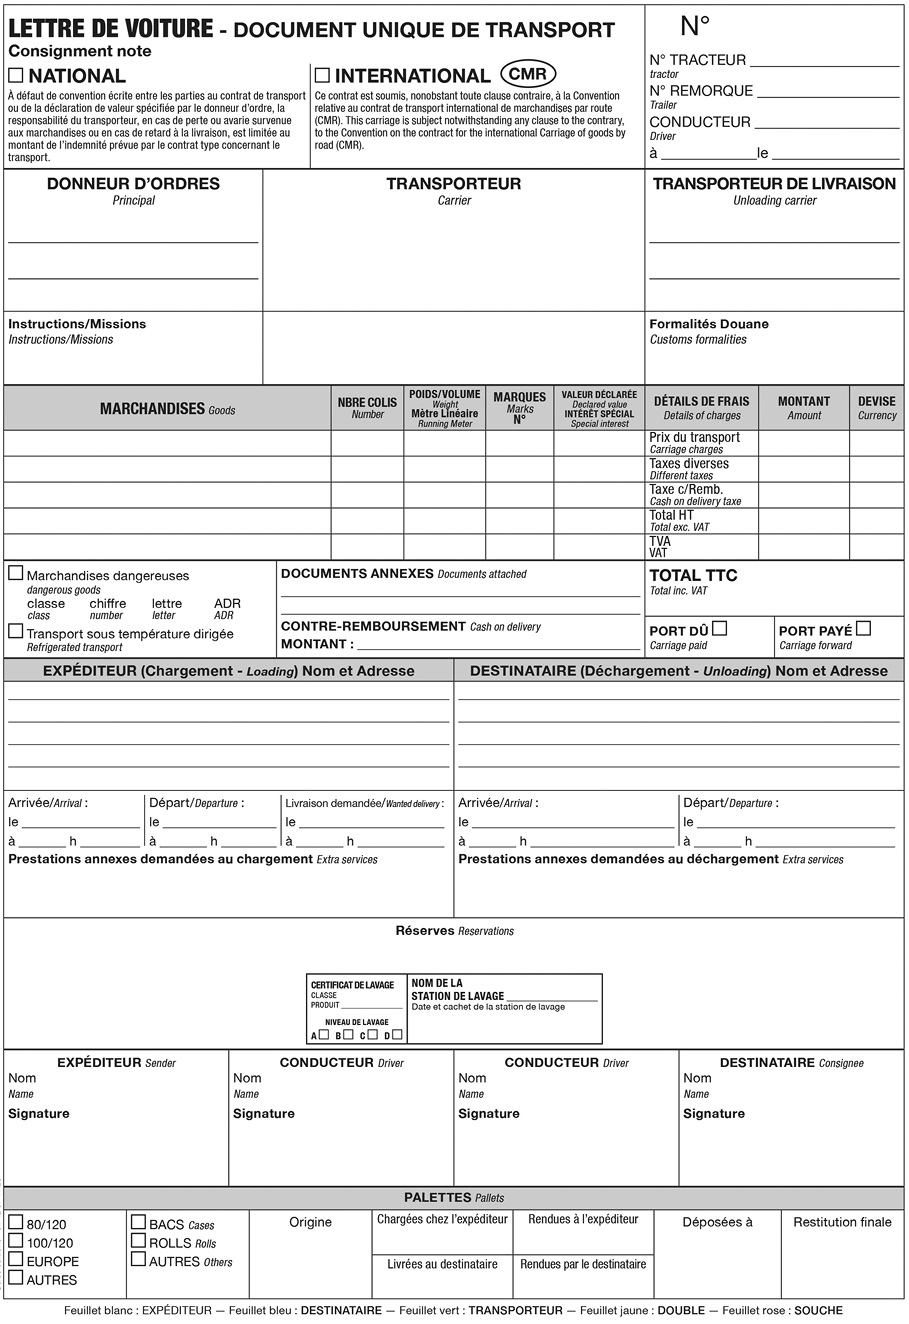 LETTRE DE VOITURE - DOCUMENT UNIQUE DE TRANSPORT
Consignment note
NATIONAL
À défaut de convention écrite entre les parties au contrat de transport
ou de la déclaration de valeur spécifiée par le donneur d'ordre, la
responsabilité du transporteur, en cas de perte ou avarie survenue
aux marchandises ou en cas de retard à la livraison, est limitée au
montant de l'indemnité prévue par le contrat type concernant le
transport.
INTERNATIONAL CMR
Ce contrat est soumis, nonobstant toute clause contraire, à la Convention
relative au contrat de transport international de marchandises par route
(CMR). This carriage is subject notwithstanding any clause to the contrary,
to the Convention on the contract for the international Carriage of goods by
road (CMR).
N°
N° TRACTEUR
tractor
N° REMORQUE
Trailer
CONDUCTEUR
Driver
à le
DONNEUR D'ORDRES
Principal
TRANSPORTEUR
Carrier
TRANSPORTEUR DE LIVRAISON
Unloading carrier
Instructions/Missions
Instructions/Missions
Formalités Douane
Customs formalities
MARCHANDISES Goods
NBRE COLIS
Number
POIDS/VOLUME
Weight
Mètre Linéaire
Running Meter
MARQUES
Marks
N°
VALEUR DÉCLARÉE
Declared value
INTÉRÊT SPÉCIAL
Special interest
DÉTAILS DE FRAIS
Details of charges
MONTANT
Amount
DEVISE
Currency
Prix du transport
Carriage charges
Taxes diverses
Different taxes
Taxe c/Remb.
Cash on delivery taxe
Total HT
Total exc. VAT
TVA
VAT
Marchandises dangereuses
dangerous goods
classe chiffre lettre ADR
class number letter ADR
Transport sous température dirigée
Refrigerated transport
DOCUMENTS ANNEXES Documents attached
CONTRE-REMBOURSEMENT Cash on delivery
MONTANT :
TOTAL TTC
Total inc. VAT
PORT DÛ
Carriage paid
PORT PAYÉ
Carriage forward
EXPÉDITEUR (Chargement - Loading) Nom et Adresse
DESTINATAIRE (Déchargement - Unloading) Nom et Adresse
Arrivée/Arrival : Départ/Departure : Livraison demandée/Wanted delivery :
le le le
à h à h à h
Prestations annexes demandées au chargement Extra services
Arrivée/Arrival : Départ/Departure :
le le
à h à h
Prestations annexes demandées au déchargement Extra services
Réserves Reservations
CERTIFICAT DE LAVAGE
CLASSE
PRODUIT
NIVEAU DE LAVAGE
A B C D
NOM DE LA
STATION DE LAVAGE
Date et cachet de la station de lavage
EXPÉDITEUR Sender
Nom
Name
Signature
CONDUCTEUR Driver
Nom
Name
Signature
CONDUCTEUR Driver
Nom
Name
Signature
DESTINATAIRE Consignee
Nom
Name
Signature
PALETTES Pallets
80/120
100/120
EUROPE
AUTRES
BACS Cases
ROLLS Rolls
AUTRES Others
Origine
Chargées chez l'expéditeur
Rendues à l'expéditeur
Livrées au destinataire
Rendues par le destinataire
Déposées à
Restitution finale
Feuillet blanc : EXPÉDITEUR — Feuillet bleu : DESTINATAIRE — Feuillet vert : TRANSPORTEUR — Feuillet jaune : DOUBLE — Feuillet rose : SOUCHE